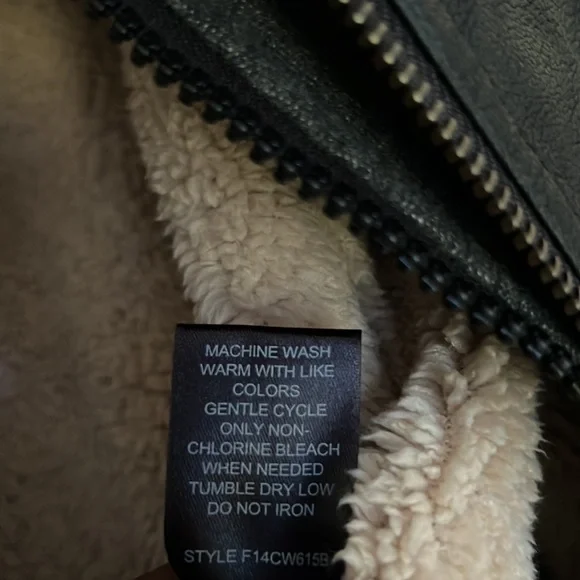 MACHINE WASH
WARM WITH LIKE
COLORS
GENTLE CYCLE
ONLY NON-
CHLORINE BLEACH
WHEN NEEDED
TUMBLE DRY LOW
DO NOT IRON
STYLE F14CW615B